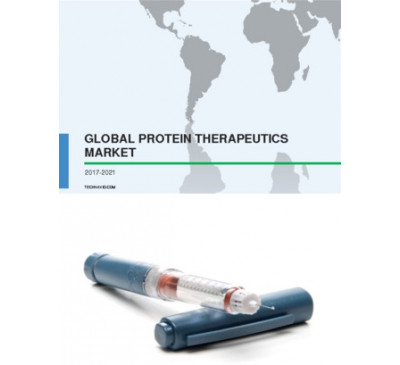 GLOBAL PROTEIN THERAPEUTICS
MARKET
2017-2021
TECHNAVIO.COM